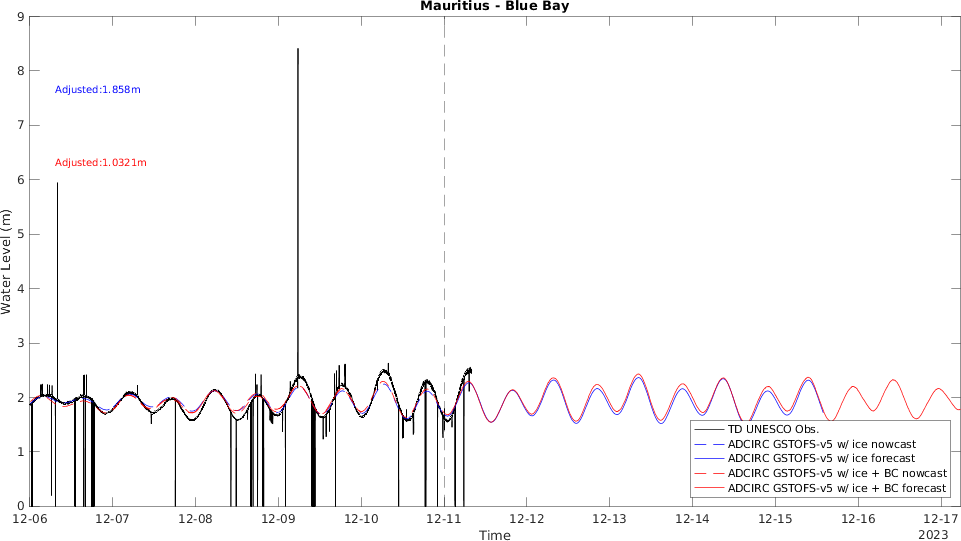 Mauritius - Blue Bay
9
8
7
6
5
4
3
2
1
0
Water Level (m)
Adjusted:1.858m
Adjusted:1.0321m
TD UNESCO Obs.
ADCIRC GSTOFS-v5 w/ ice nowcast
ADCIRC GSTOFS-v5 w/ ice forecast
ADCIRC GSTOFS-v5 w/ ice + BC nowcast
ADCIRC GSTOFS-v5 w/ ice + BC forecast
12-06 12-07 12-08 12-09 12-10 12-11 12-12 12-13 12-14 12-15 12-16 12-17
Time
2023